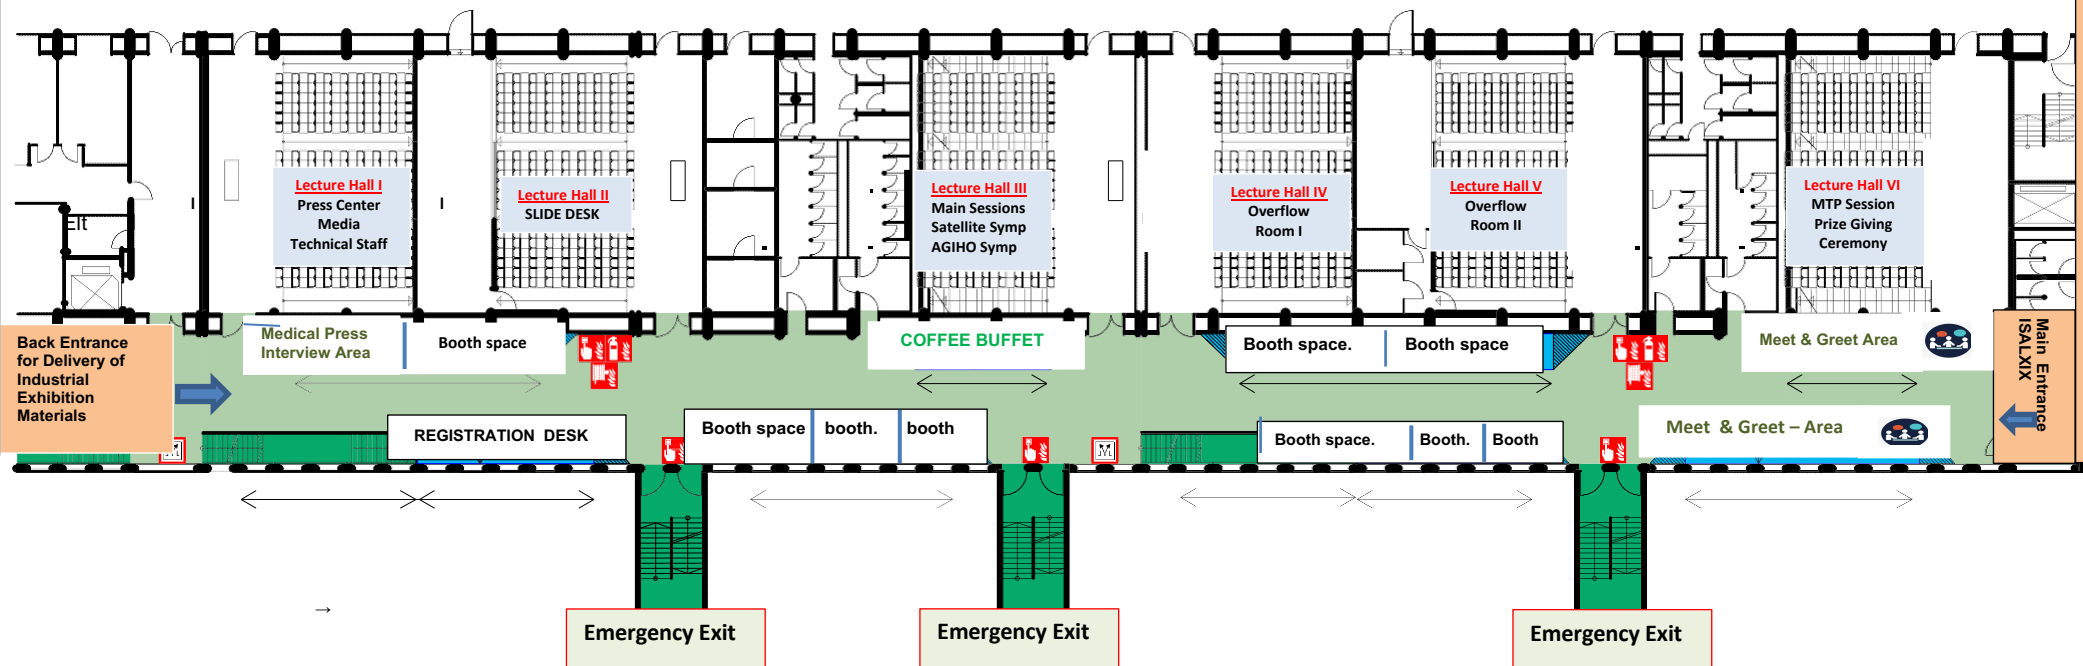 Elt
Lecture Hall I
Press Center
Media
Technical Staff
Lecture Hall II
SLIDE DESK
Lecture Hall III
Main Sessions
Satellite Symp
AGIHO Symp
Lecture Hall IV
Overflow
Room I
Lecture Hall V
Overflow
Room II
Lecture Hall VI
MTP Session
Prize Giving
Ceremony
Back Entrance
for Delivery of
Industrial
Exhibition
Materials
Medical Press
Interview Area
Booth space
COFFEE BUFFET
Booth space.
Booth space
Meet & Greet Area
Main Entrance
ISALXIX
REGISTRATION DESK
Booth space
booth.
booth
Booth space.
Booth.
Booth
Meet & Greet – Area
Emergency Exit
Emergency Exit
Emergency Exit